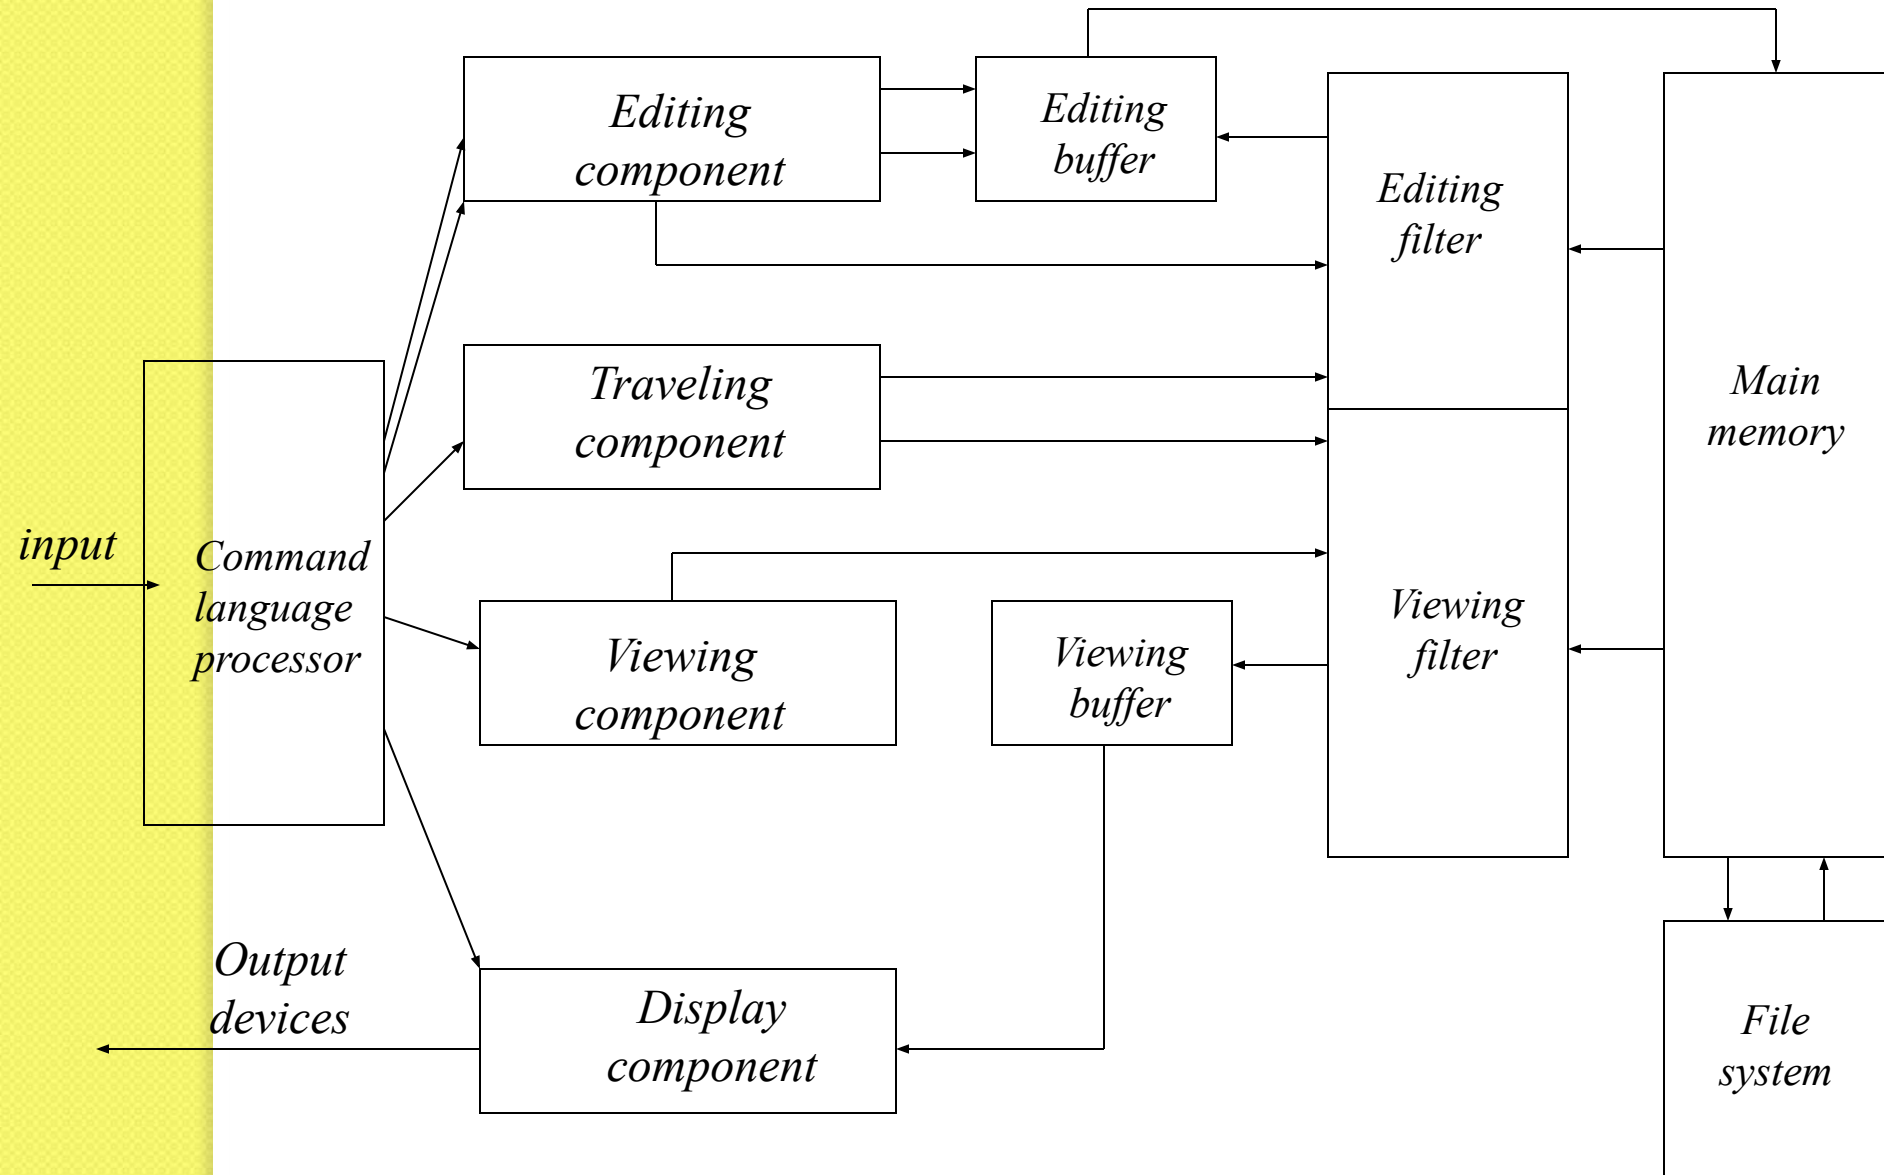 Editing
component
Editing
buffer
Editing
filter
Traveling
component
Main
memory
input
Command
language
processor
Viewing
component
Viewing
buffer
Viewing
filter
Output
devices
Display
component
File
system